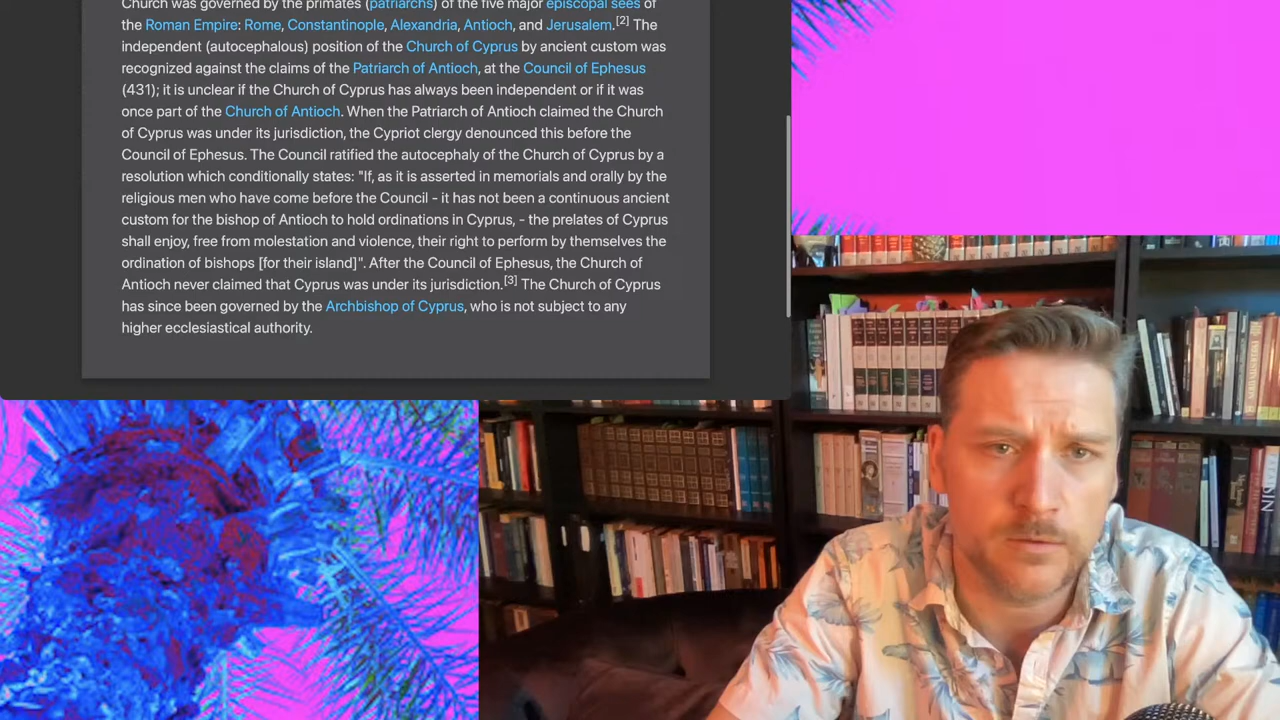 Church was governed by the primates (patriarchs) of the five major episcopal sees of
the Roman Empire: Rome, Constantinople, Alexandria, Antioch, and Jerusalem.[2] The
independent (autocephalous) position of the Church of Cyprus by ancient custom was
recognized against the claims of the Patriarch of Antioch, at the Council of Ephesus
(431); it is unclear if the Church of Cyprus has always been independent or if it was
once part of the Church of Antioch. When the Patriarch of Antioch claimed the Church
of Cyprus was under its jurisdiction, the Cypriot clergy denounced this before the
Council of Ephesus. The Council ratified the autocephaly of the Church of Cyprus by a
resolution which conditionally states: "If, as it is asserted in memorials and orally by the
religious men who have come before the Council - it has not been a continuous ancient
custom for the bishop of Antioch to hold ordinations in Cyprus, - the prelates of Cyprus
shall enjoy, free from molestation and violence, their right to perform by themselves the
ordination of bishops [for their island]". After the Council of Ephesus, the Church of
Antioch never claimed that Cyprus was under its jurisdiction.[3] The Church of Cyprus
has since been governed by the Archbishop of Cyprus, who is not subject to any
higher ecclesiastical authority.